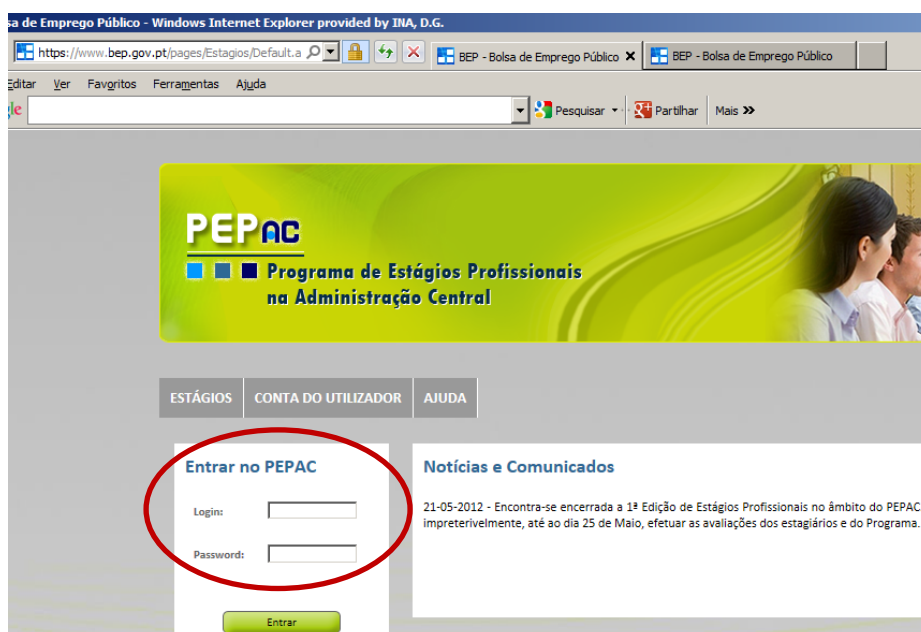 sa de Emprego Público - Windows Internet Explorer provided by INA, D.G.
https://www.bep.gov.pt/pages/Estagios/Default.a
BEP - Bolsa de Emprego Público
BEP - Bolsa de Emprego Público
Editar Ver Favoritos Ferramentas Ajuda
gle Pesquisar Partilhar Mais »
PEPAC
Programa de Estágios Profissionais
na Administração Central
ESTÁGIOS CONTA DO UTILIZADOR AJUDA
Entrar no PEPAC
Login:
Password:
Entrar
Notícias e Comunicados
21-05-2012 - Encontra-se encerrada a 1ª Edição de Estágios Profissionais no âmbito do PEPAC
impreterivelmente, até ao dia 25 de Maio, efetuar as avaliações dos estagiários e do Programa.